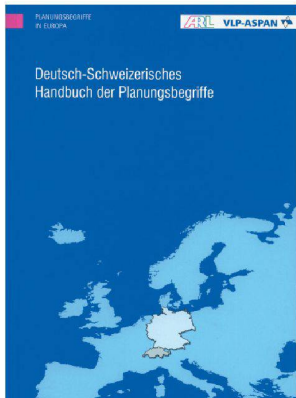 PLANUNGSBEGRIFFE
IN EUROPA
ARL VLP-ASPAN
Deutsch-Schweizerisches
Handbuch der Planungsbegriffe